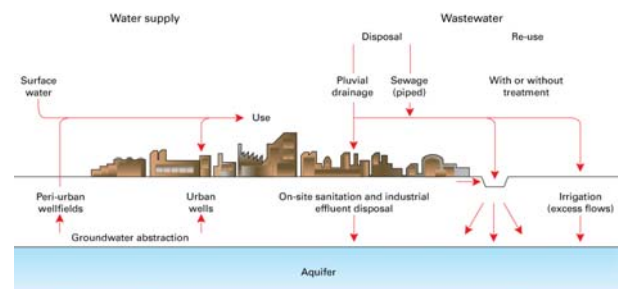 Water supply
Wastewater
Disposal
Re-use
Surface
water
Pluvial
drainage
Sewage
(piped)
With or without
treatment
Use
Peri-urban
wellfields
Urban
wells
On-site sanitation and industrial
effluent disposal
Irrigation
(excess flows)
Groundwater abstraction
Aquifer